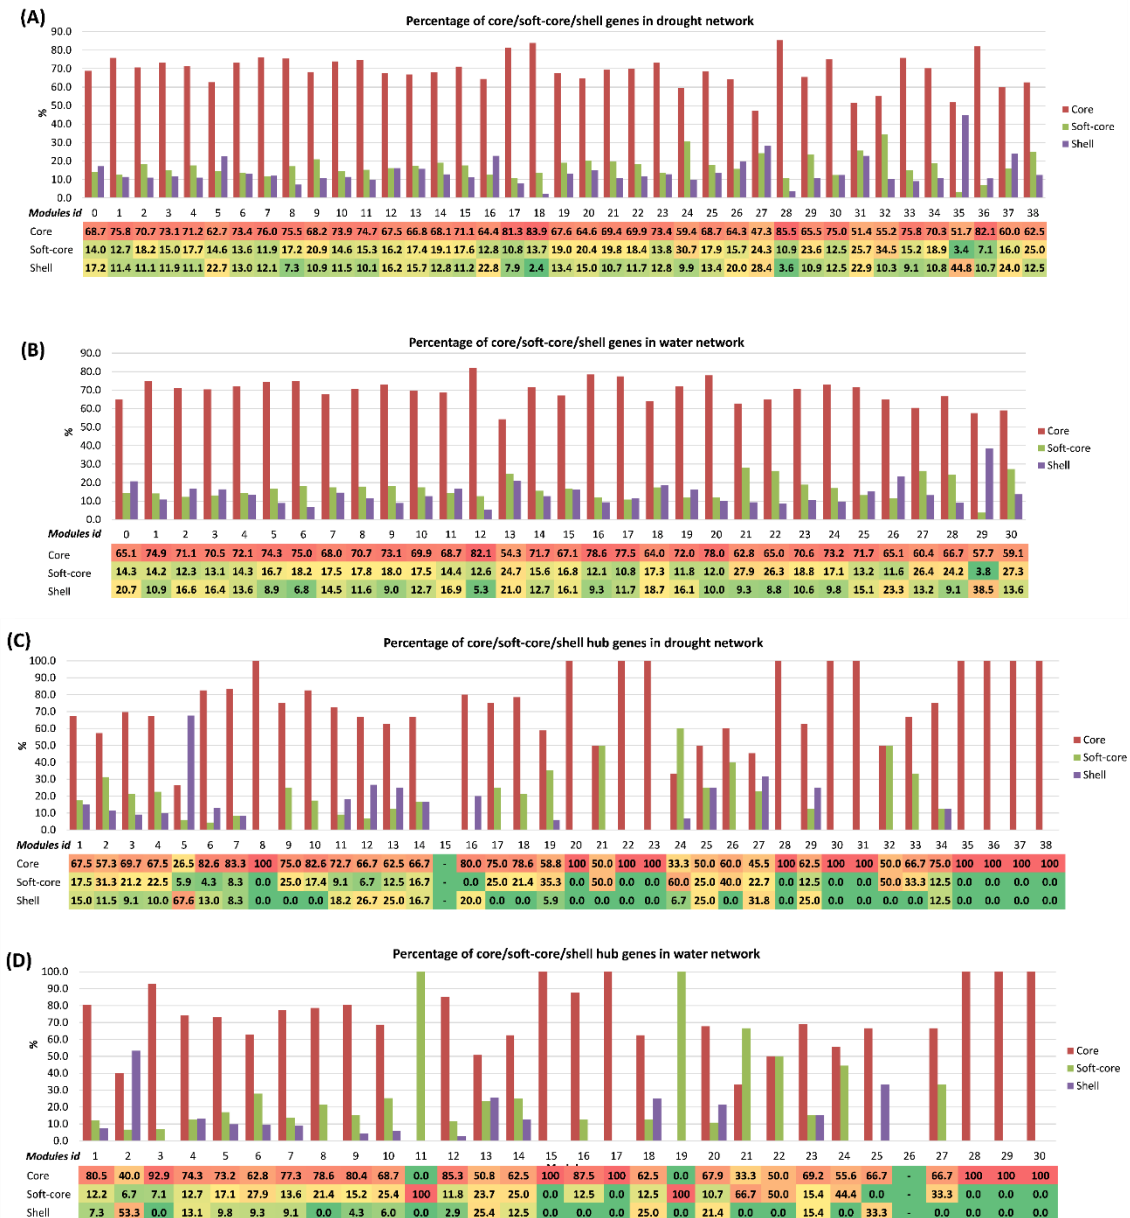 (A)
Percentage of core/soft-core/shell genes in drought network
90.0
80.0
70.0
60.0
50.0
40.0
30.0
20.0
10.0
0.0
%
Core
Soft-core
Shell
Modules id 0 1 2 3 4 5 6 7 8 9 10 11 12 13 14 15 16 17 18 19 20 21 22 23 24 25 26 27 28 29 30 31 32 33 34 35 36 37 38
Core 68.7 75.8 70.7 73.1 71.2 62.7 73.4 76.0 75.5 68.2 73.9 74.7 67.5 66.8 68.1 71.1 64.4 81.3 83.9 67.6 64.6 69.4 69.9 73.4 59.4 68.7 64.3 47.3 85.5 65.5 75.0 51.4 55.2 75.8 70.3 51.7 82.1 60.0 62.5
Soft-core 14.0 12.7 18.2 15.0 17.7 14.6 13.6 11.9 17.2 20.9 14.6 15.3 16.2 17.4 19.1 17.6 12.8 10.8 13.7 19.0 20.4 19.8 18.4 13.8 30.7 17.9 15.7 24.3 10.9 23.6 12.5 25.7 34.5 15.2 18.9 3.4 7.1 16.0 25.0
Shell 17.2 11.4 11.1 11.9 11.1 22.7 13.0 12.1 7.3 10.9 11.5 10.1 16.2 15.7 12.8 11.2 22.8 7.9 2.4 13.4 15.0 10.7 11.7 12.8 9.9 13.4 20.0 28.4 3.6 10.9 12.5 22.9 10.3 9.1 10.8 44.8 10.7 24.0 12.5
(B)
Percentage of core/soft-core/shell genes in water network
90.0
80.0
70.0
60.0
50.0
40.0
30.0
20.0
10.0
0.0
%
Core
Soft-core
Shell
Modules id 0 1 2 3 4 5 6 7 8 9 10 11 12 13 14 15 16 17 18 19 20 21 22 23 24 25 26 27 28 29 30
Core 65.1 74.9 71.1 70.5 72.1 74.3 75.0 68.0 70.7 73.1 69.9 68.7 82.1 54.3 71.7 67.1 78.6 77.5 64.0 72.0 78.0 62.8 65.0 70.6 73.2 71.7 65.1 60.4 66.7 57.7 59.1
Soft-core 14.3 14.2 12.3 13.1 14.3 16.7 18.2 17.5 17.8 18.0 17.5 14.4 12.6 24.7 15.6 16.8 12.1 10.8 17.3 11.8 12.0 27.9 26.3 18.8 17.1 13.2 11.6 26.4 24.2 3.8 27.3
Shell 20.7 10.9 16.6 16.4 13.6 8.9 6.8 14.5 11.6 9.0 12.7 16.9 5.3 21.0 12.7 16.1 9.3 11.7 18.7 16.1 10.0 9.3 8.8 10.6 9.8 15.1 23.3 13.2 9.1 38.5 13.6
(C)
Percentage of core/soft-core/shell hub genes in drought network
100.0
80.0
70.0
60.0
50.0
40.0
30.0
20.0
10.0
0.0
%
Core
Soft-core
Shell
Modules id 1 2 3 4 5 6 7 8 9 10 11 12 13 14 15 16 17 18 19 20 21 22 23 24 25 26 27 28 29 30 31 32 33 34 35 36 37 38
Core 67.5 57.3 69.7 67.5 26.5 82.6 83.3 100 75.0 82.6 72.7 66.7 62.5 66.7 - 80.0 75.0 78.6 58.8 100 50.0 100 100 33.3 50.0 60.0 45.5 100 62.5 100 100 50.0 66.7 75.0 100 100 100 100
Soft-core 17.5 31.3 21.2 22.5 5.9 4.3 8.3 0.0 25.0 17.4 9.1 6.7 12.5 16.7 - 0.0 25.0 21.4 35.3 0.0 50.0 0.0 0.0 60.0 25.0 40.0 22.7 0.0 12.5 0.0 0.0 50.0 33.3 12.5 0.0 0.0 0.0 0.0
Shell 15.0 11.5 9.1 10.0 67.6 13.0 8.3 0.0 0.0 0.0 18.2 26.7 25.0 16.7 - 20.0 0.0 0.0 5.9 0.0 0.0 0.0 0.0 6.7 25.0 0.0 31.8 0.0 25.0 0.0 0.0 0.0 0.0 12.5 0.0 0.0 0.0 0.0
(D)
Percentage of core/soft-core/shell hub genes in water network
100.0
90.0
80.0
70.0
60.0
50.0
40.0
30.0
20.0
10.0
0.0
%
Core
Soft-core
Shell
Modules id 1 2 3 4 5 6 7 8 9 10 11 12 13 14 15 16 17 18 19 20 21 22 23 24 25 26 27 28 29 30
Core 80.5 40.0 92.9 74.3 73.2 62.8 77.3 78.6 80.4 68.7 0.0 85.3 50.8 62.5 100 87.5 100 62.5 0.0 67.9 33.3 50.0 69.2 55.6 66.7 - 66.7 100 100 100
Soft-core 12.2 6.7 7.1 12.7 17.1 27.9 13.6 21.4 15.2 25.4 100 11.8 23.7 25.0 0.0 12.5 0.0 12.5 100 10.7 66.7 50.0 15.4 44.4 0.0 - 33.3 0.0 0.0 0.0
Shell 7.3 53.3 0.0 13.1 9.8 9.3 9.1 0.0 4.3 6.0 0.0 2.9 25.4 12.5 0.0 0.0 0.0 25.0 0.0 21.4 0.0 0.0 15.4 0.0 33.3 - 0.0 0.0 0.0 0.0